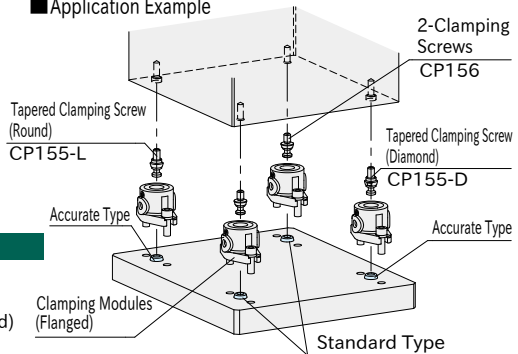 ■Application Example
2-Clamping
Screws
CP156
Tapered Clamping Screw
(Round)
CP155-L
Tapered Clamping Screw
(Diamond)
CP155-D
Accurate Type
Accurate Type
Clamping Modules
(Flanged)
Standard Type